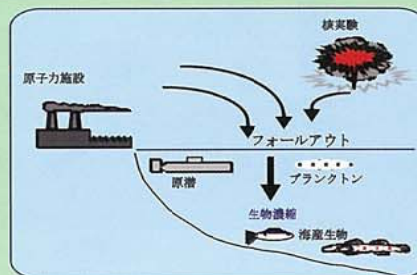 核実験
原子力施設
フォールアウト
原潜
プランクトン
生物濃縮
海産生物